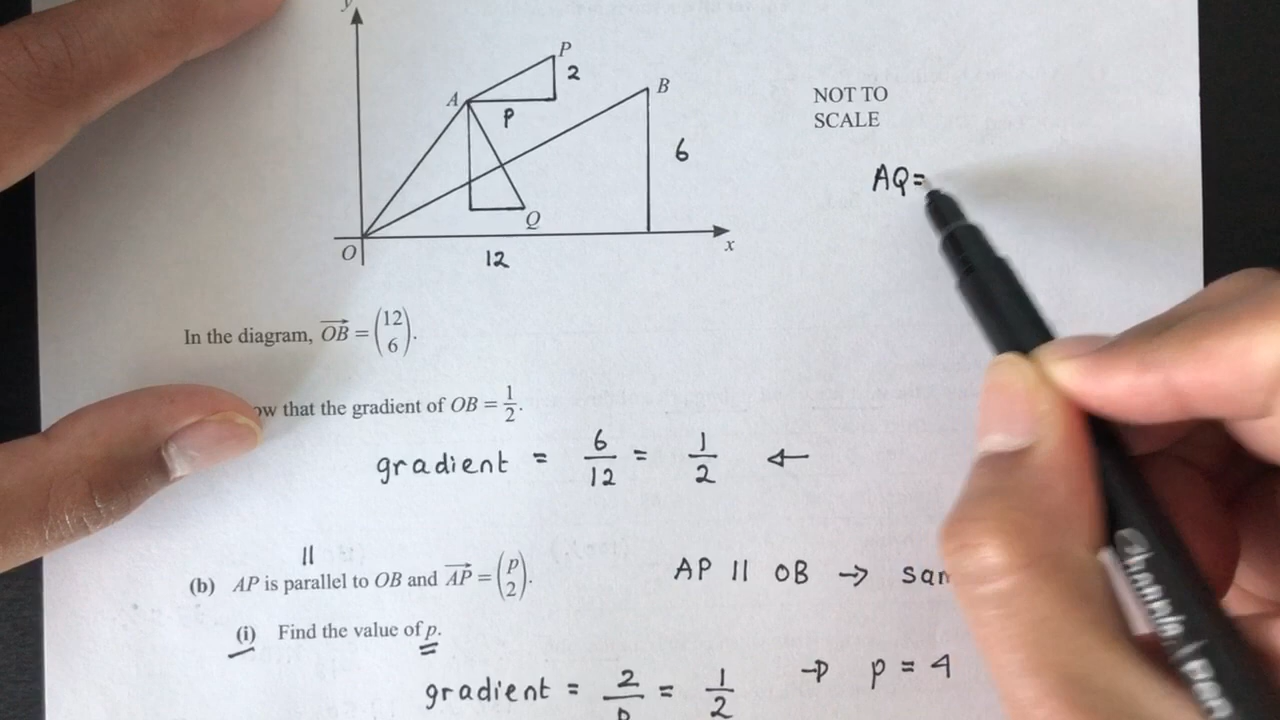 y
P
2
A
P
B
NOT TO
SCALE
6
AQ=
Q
O
12
x
In the diagram, OB = (12 6).
ow that the gradient of OB = 1/2.
gradient = 6/12 = 1/2 ←
||
(b) AP is parallel to OB and AP = (p 2). AP || OB → sam
(i) Find the value of p.
gradient = 2/p = 1/2 → p = 4